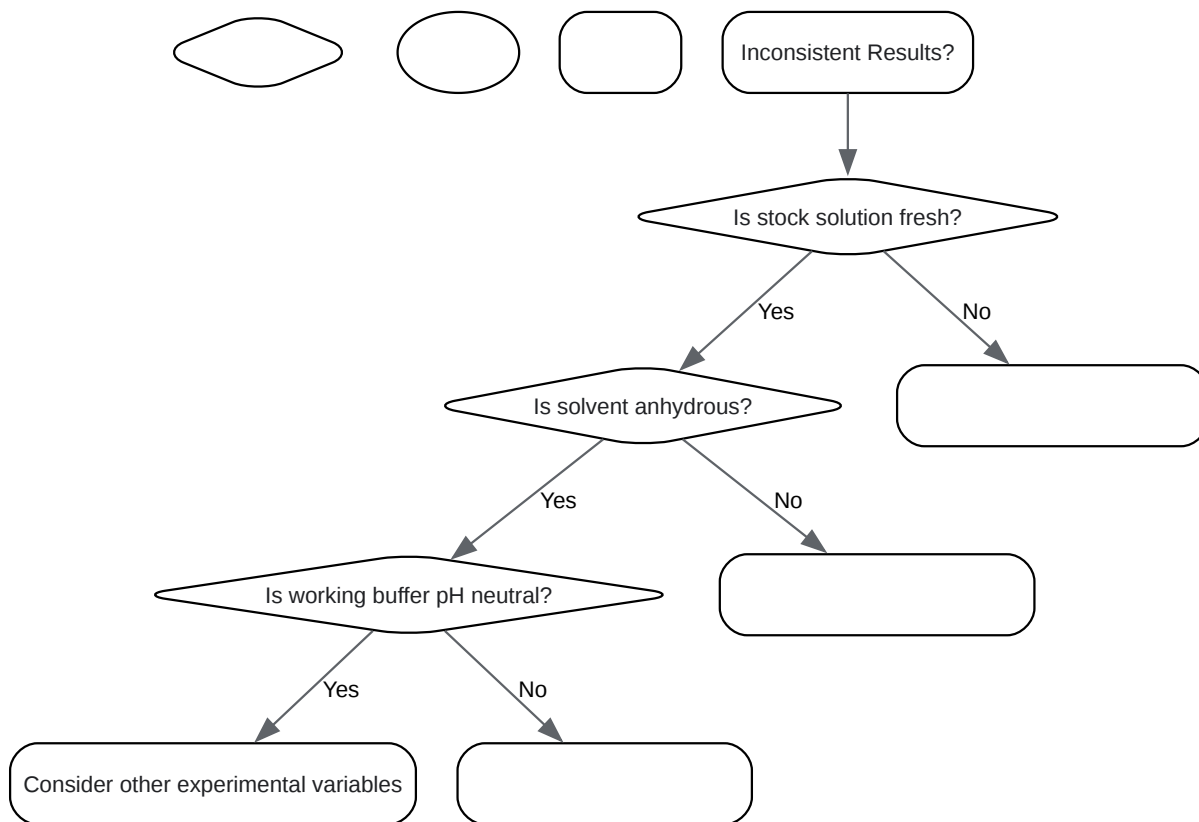 Inconsistent Results?
Is stock solution fresh?
Yes
No
Is solvent anhydrous?
Yes
No
Is working buffer pH neutral?
Yes
No
Consider other experimental variables